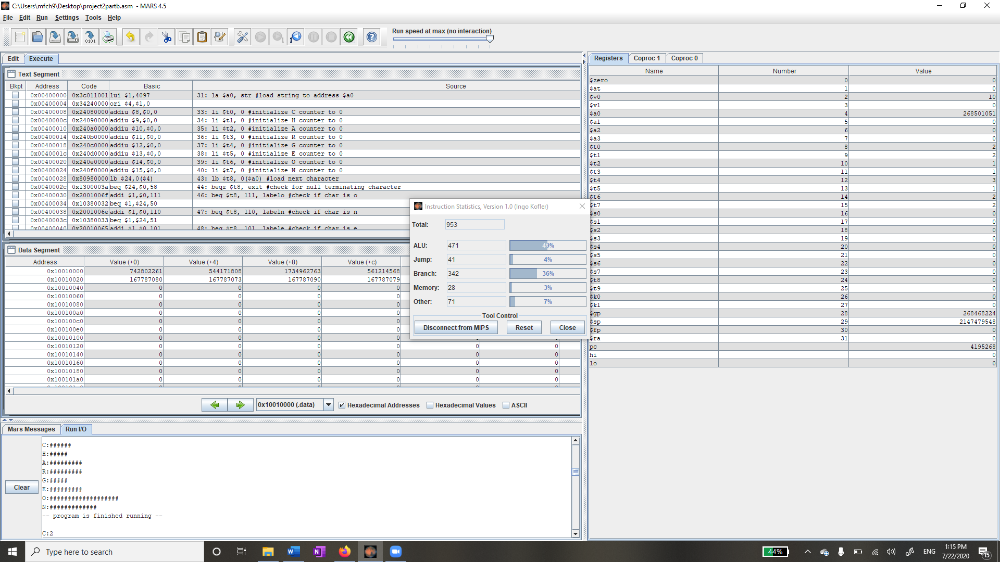 C:\Users\mfch9\Desktop\project2partb.asm - MARS 4.5
File Edit Run Settings Tools Help
Run speed at max (no interaction)
Edit Execute
Text Segment
Bkpt Address Code Basic Source
0x00400000 0x3c011001 lui $1,4097 31: la $a0, str #load string to address $a0
0x00400004 0x34240000 ori $4,$1,0
0x00400008 0x24080000 addiu $8,$0,0 33: li $t0, 0 #initialize C counter to 0
0x0040000c 0x24090000 addiu $9,$0,0 34: li $t1, 0 #initialize H counter to 0
0x00400010 0x240a0000 addiu $10,$0,0 35: li $t2, 0 #initialize A counter to 0
0x00400014 0x240b0000 addiu $11,$0,0 36: li $t3, 0 #initialize R counter to 0
0x00400018 0x240c0000 addiu $12,$0,0 37: li $t4, 0 #initialize G counter to 0
0x0040001c 0x240d0000 addiu $13,$0,0 38: li $t5, 0 #initialize E counter to 0
0x00400020 0x240e0000 addiu $14,$0,0 39: li $t6, 0 #initialize O counter to 0
0x00400024 0x240f0000 addiu $15,$0,0 40: li $t7, 0 #initialize N counter to 0
0x00400028 0x80980000 lb $24,0($4) 43: lb $t8, 0($a0) #load next character
0x0040002c 0x1300003a beq $24,$0,58 44: beqz $t8, exit #check for null terminating character
0x00400030 0x2001006f addi $1,$0,111 46: beq $t8, 111, labelo #check if char is o
0x00400034 0x10380032 beq $1,$24,50
0x00400038 0x2001006e addi $1,$0,110 47: beq $t8, 110, labeln #check if char is n
0x0040003c 0x10380033 beq $1,$24,51
0x00400040 0x20010065 addi $1,$0,101 48: beq $t8, 101, labele #check if char is e
Data Segment
Address Value (+0) Value (+4) Value (+8) Value (+c)
0x10010000 742802261 544171808 1734962763 561214568
0x10010020 167787080 167787073 167787090 167787079
0x10010040 0 0 0 0
0x10010060 0 0 0 0
0x10010080 0 0 0 0
0x100100a0 0 0 0 0
0x100100c0 0 0 0 0
0x100100e0 0 0 0 0
0x10010100 0 0 0 0 0 0
0x10010120 0 0 0 0 0 0
0x10010140 0 0 0 0 0 0
0x10010160 0 0 0 0 0 0
0x10010180 0 0 0 0 0 0
0x100101a0 0 0 0 0 0 0
0x10010000 (.data) Hexadecimal Addresses Hexadecimal Values ASCII
Instruction Statistics, Version 1.0 (Ingo Kofler)
Total: 953
ALU: 471 49%
Jump: 41 4%
Branch: 342 36%
Memory: 28 3%
Other: 71 7%
Tool Control
Disconnect from MIPS Reset Close
Mars Messages Run I/O
C:######
H:#####
A:#########
R:#########
G:#####
E:#########
O:###################
N:#############
-- program is finished running --
C:2
Clear
Registers Coproc 1 Coproc 0
Name Number Value
$zero 0 0
$at 1 0
$v0 2 10
$v1 3 0
$a0 4 268501051
$a1 5 0
$a2 6 0
$a3 7 0
$t0 8 2
$t1 9 2
$t2 10 1
$t3 11 1
$t4 12 3
$t5 13 1
$t6 14 2
$t7 15 2
$s0 16 0
$s1 17 0
$s2 18 0
$s3 19 0
$s4 20 0
$s5 21 0
$s6 22 0
$s7 23 0
$t8 24 0
$t9 25 0
$k0 26 0
$k1 27 0
$gp 28 268468224
$sp 29 2147479548
$fp 30 0
$ra 31 0
pc 4195268
hi 0
lo 0
Type here to search
44%
ENG
1:15 PM
7/22/2020
15